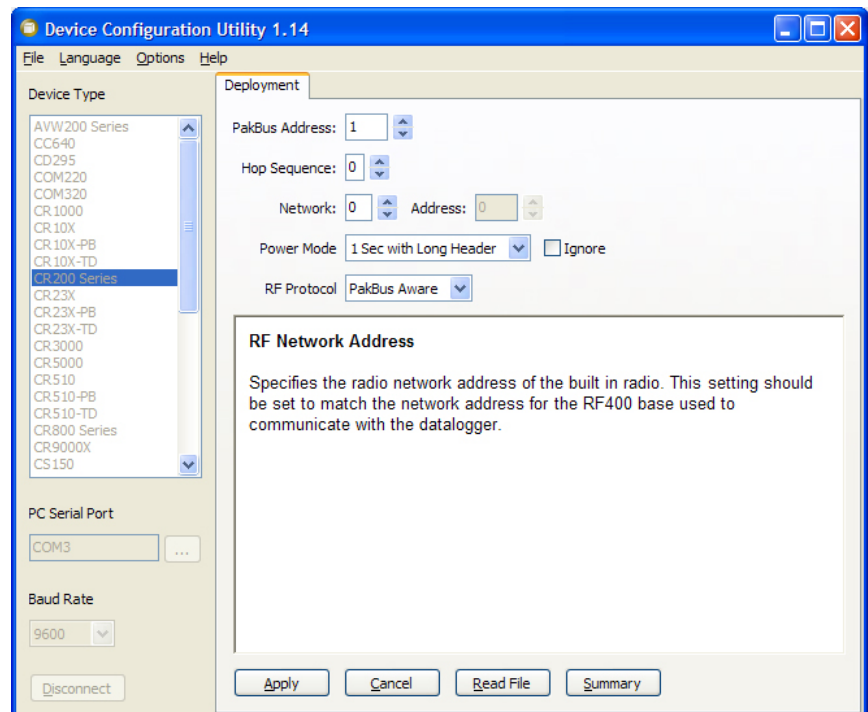 Device Configuration Utility 1.14
File Language Options Help
Device Type
AVW200 Series
CC640
CD295
COM220
COM320
CR1000
CR10X
CR10X-PB
CR10X-TD
CR200 Series
CR23X
CR23X-PB
CR23X-TD
CR3000
CR5000
CR510
CR510-PB
CR510-TD
CR800 Series
CR9000X
CS150
PC Serial Port
COM3 ...
Baud Rate
9600
Disconnect
Deployment
PakBus Address: 1
Hop Sequence: 0
Network: 0 Address: 0
Power Mode 1 Sec with Long Header Ignore
RF Protocol PakBus Aware
RF Network Address
Specifies the radio network address of the built in radio. This setting should
be set to match the network address for the RF400 base used to
communicate with the datalogger.
Apply Cancel Read File Summary